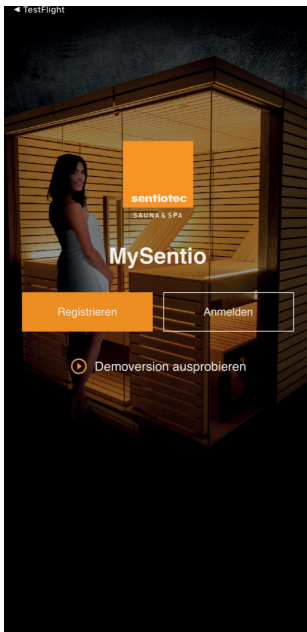 ◄ TestFlight
sentiotec
SAUNA & SPA
MySentio
Registrieren
Anmelden
Demoversion ausprobieren